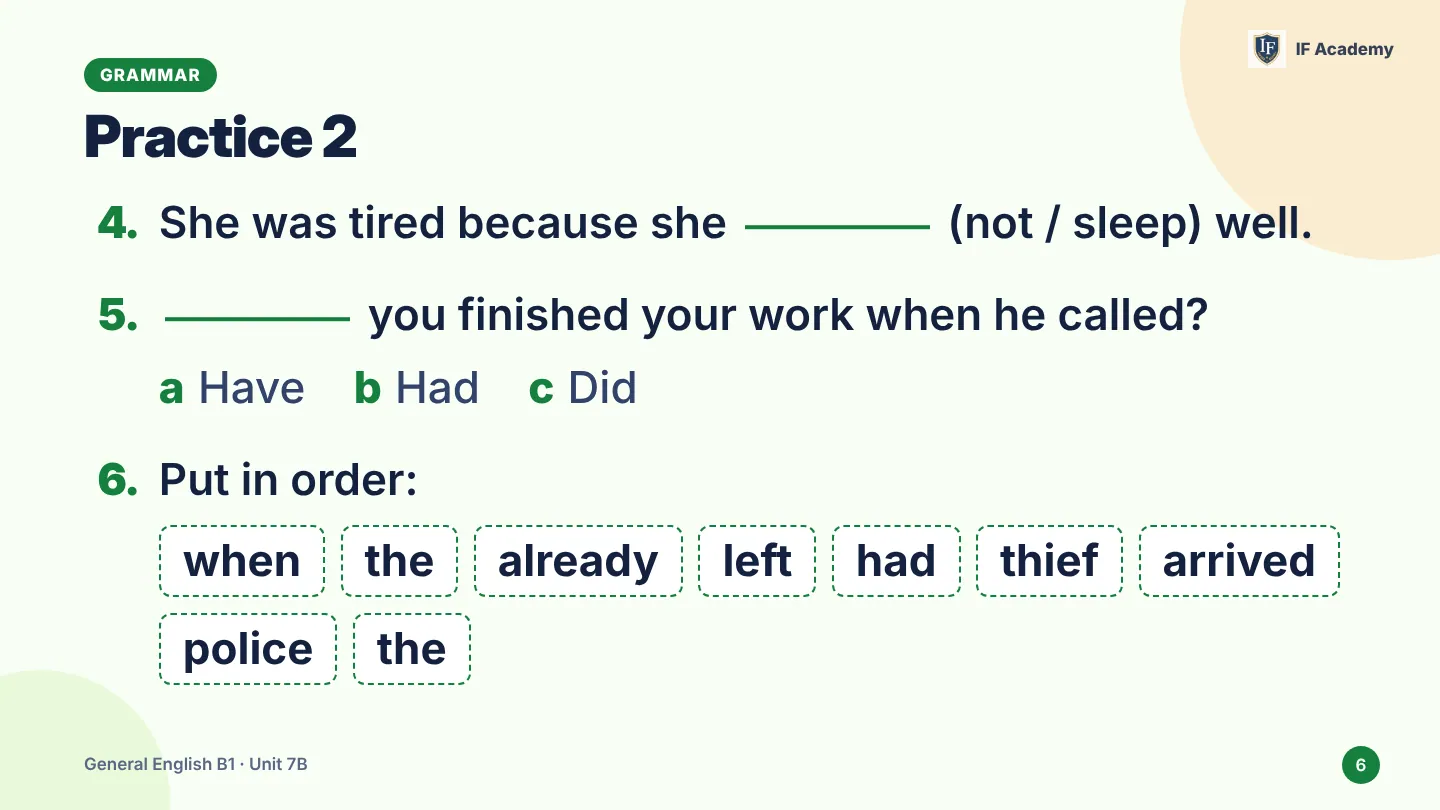 IF IF Academy
GRAMMAR
Practice 2
4. She was tired because she ________ (not / sleep) well.
5. ________ you finished your work when he called?
a Have b Had c Did
6. Put in order:
when the already left had thief arrived
police the
General English B1 · Unit 7B
6